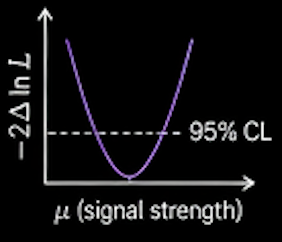 −2Δ ln L
95% CL
μ (signal strength)